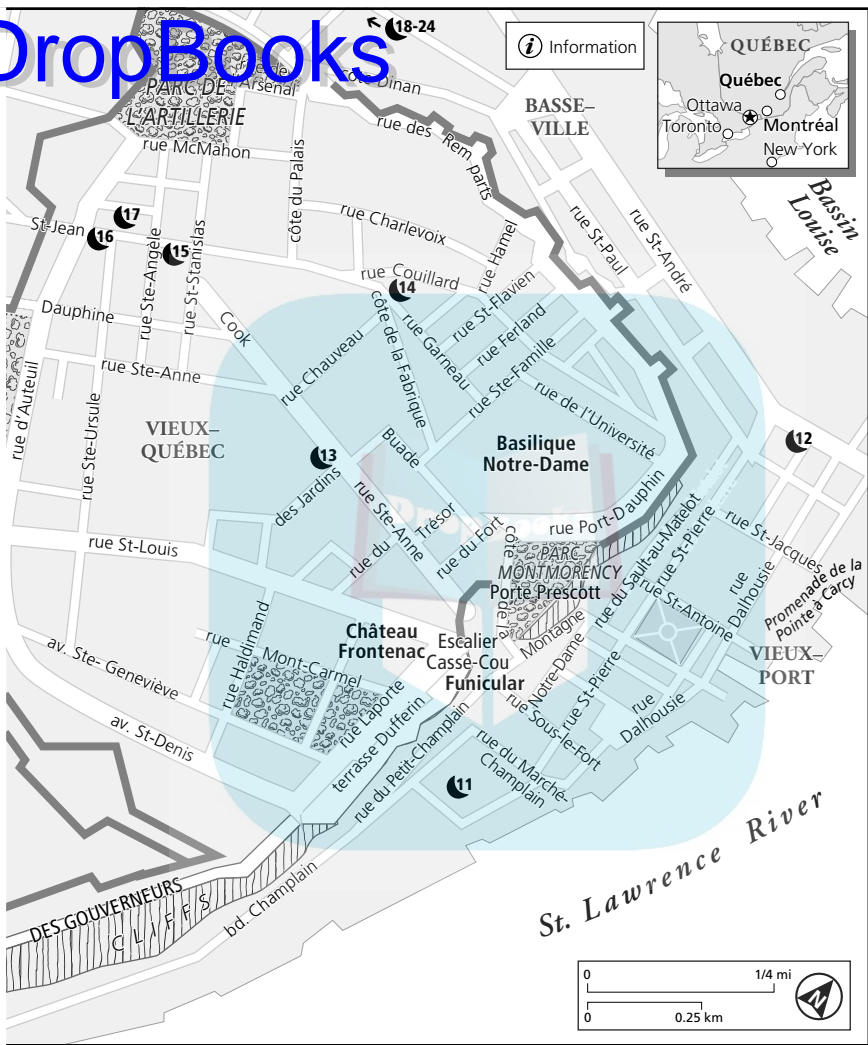 DropBooks
18-24
Information
QUÉBEC
Québec
Ottawa
Montréal
Toronto
New York
PARC DE
L'ARTILLERIE
Arsenal
Côte Dinan
BASSE–
VILLE
rue McMahon
rue des Remparts
côte du Palais
Bassin
Louise
rue Charlevoix
rue Hamel
rue St-Paul
rue St-André
17
St-Jean
16
15
rue Ste-Angèle
rue St-Stanislas
rue Couillard
14
rue St-Flavien
Dauphine
Cook
côte de la Fabrique
rue Garneau
rue Ferland
rue Chauveau
rue Ste-Famille
rue Ste-Anne
rue d'Auteuil
rue Ste-Ursule
rue de l'Université
VIEUX–
QUÉBEC
13
Buade
Basilique
Notre-Dame
12
des Jardins
rue Ste-Anne
rue du Trésor
rue du Fort
rue Port-Dauphin
DropBooks
rue du Sault-au-Matelot
rue St-Pierre
rue St-Jacques
rue St-Louis
côte de la Montagne
PARC
MONTMORENCY
Porte Prescott
rue St-Antoine
rue Dalhousie
Promenade de la
Pointe à Carcy
rue Haldimand
rue Mont-Carmel
Château
Frontenac
Escalier
Casse-Cou
Funicular
VIEUX–
PORT
av. Ste- Geneviève
rue Laporte
terrasse Dufferin
rue Notre-Dame
rue Sous-le-Fort
rue St-Pierre
rue
Dalhousie
av. St-Denis
rue du Petit-Champlain
rue du Marché-
Champlain
11
St. Lawrence River
DES GOUVERNEURS
CLIFFS
bd. Champlain
0 1/4 mi
0 0.25 km
N